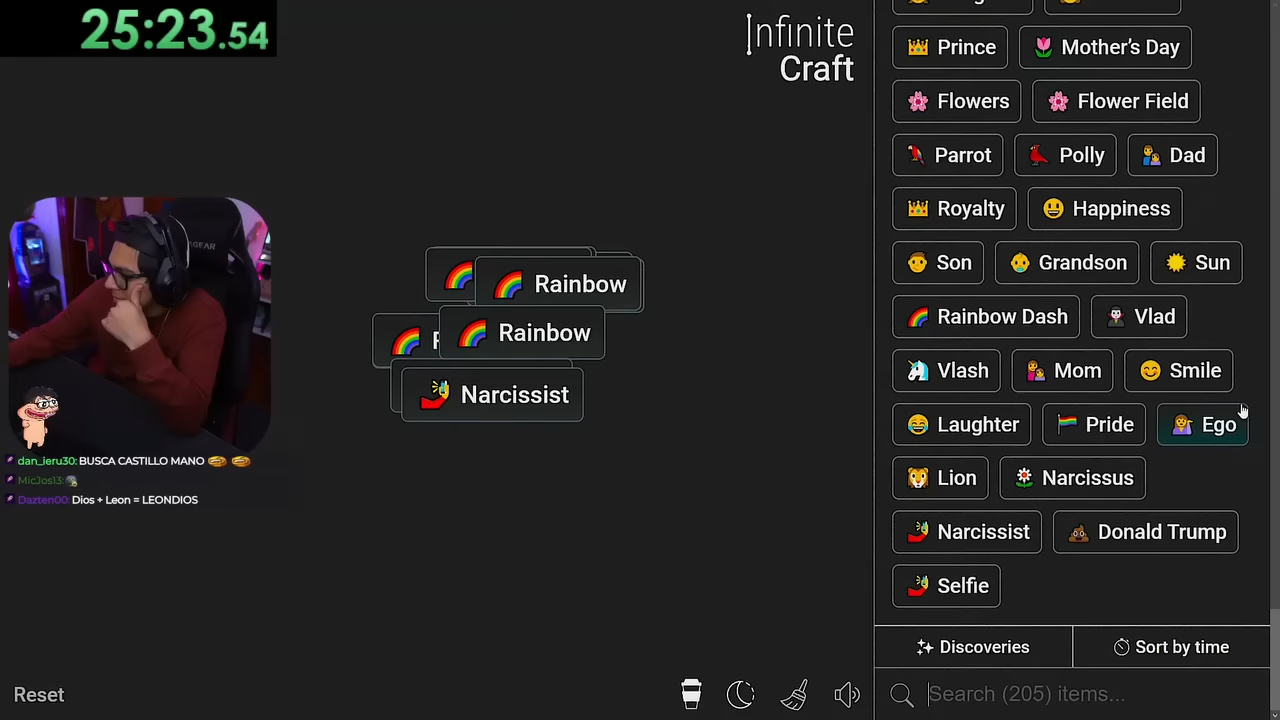 25:23.54
Infinite
Craft
Prince
Mother's Day
Flowers
Flower Field
Parrot
Polly
Dad
Royalty
Happiness
Son
Grandson
Sun
Rainbow Dash
Vlad
Vlash
Mom
Smile
Laughter
Pride
Ego
Lion
Narcissus
Narcissist
Donald Trump
Selfie
Rainbow
Rainbow
Narcissist
dan_ieru30: BUSCA CASTILLO MANO
MicJos13:
Dazten00: Dios + Leon = LEONDIOS
Reset
Discoveries
Sort by time
Search (205) items...